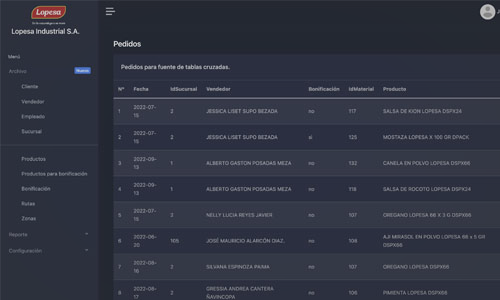 Lopesa
Lopesa Industrial S.A.
Menú
Archivo
Nuevo
Cliente
Vendedor
Empleado
Sucursal
Productos
Productos para bonificación
Bonificación
Rutas
Zonas
Reporte
Configuración
Pedidos
Pedidos para fuente de tablas cruzadas.
Nº Fecha IdSucursal Vendedor Bonificación IdMaterial Producto
1 2022-07-15 2 JESSICA LISET SUPO BEZADA no 117 SALSA DE KION LOPESA DSPX24
2 2022-07-15 2 JESSICA LISET SUPO BEZADA si 125 MOSTAZA LOPESA X 100 GR DPACK
3 2022-09-13 1 ALBERTO GASTON POSADAS MEZA no 132 CANELA EN POLVO LOPESA DSPX66
4 2022-09-13 1 ALBERTO GASTON POSADAS MEZA no 118 SALSA DE ROCOTO LOPESA DSPX24
5 2022-07-15 2 NELLY LUCIA REYES JAVIER no 107 OREGANO LOPESA 66 X 3 G DSPX66
6 2022-06-20 105 JOSÉ MAURICIO ALARCÓN DIAZ. no 108 AJI MIRASOL EN POLVO LOPESA 66 x 5 GR DSPX66
7 2022-08-16 2 SILVANA ESPINOZA PAIMA no 107 OREGANO LOPESA DSPX66
8 2022-08-17 2 GRESSIA ANDREA CANTERA ÑAVINCOPA no 106 PIMIENTA LOPESA DSPX66